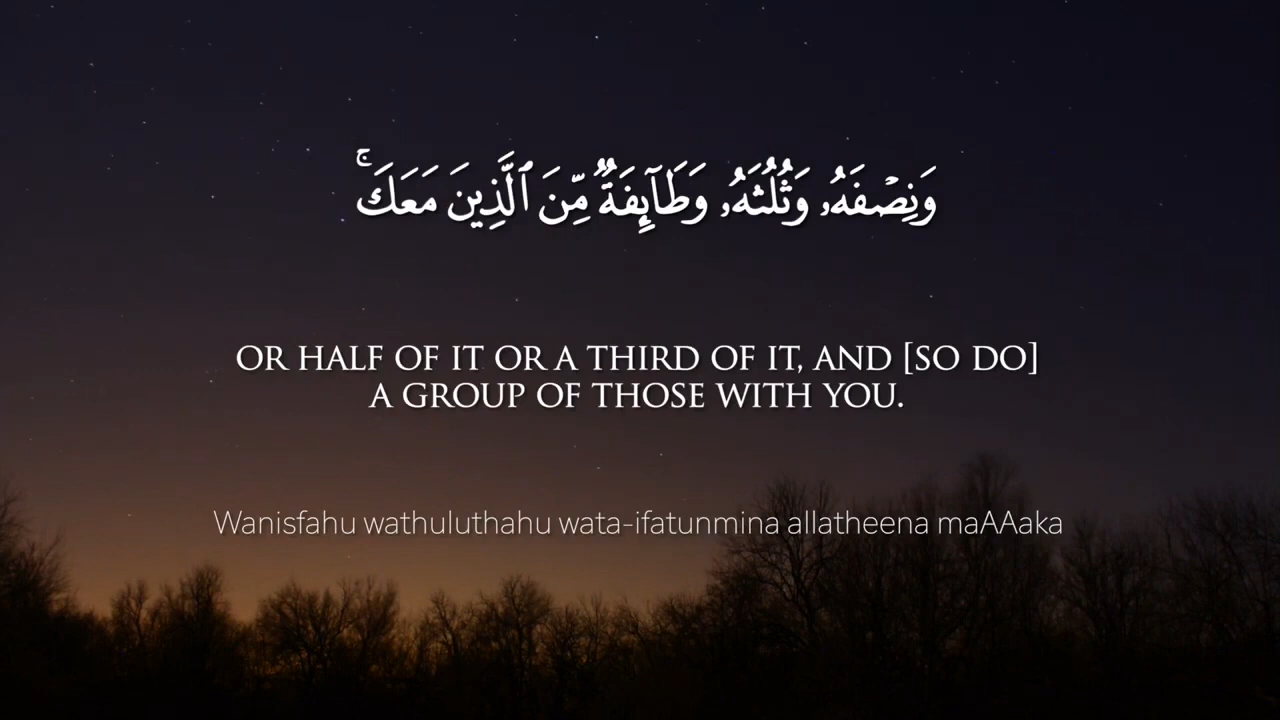 وَنِصْفَهُۥ وَثُلُثَهُۥ وَطَآئِفَةٌ مِّنَ ٱلَّذِينَ مَعَكَ ۚ
OR HALF OF IT OR A THIRD OF IT, AND [SO DO]
A GROUP OF THOSE WITH YOU.
Wanisfahu wathuluthahu wata-ifatunmina allatheena maAAaka